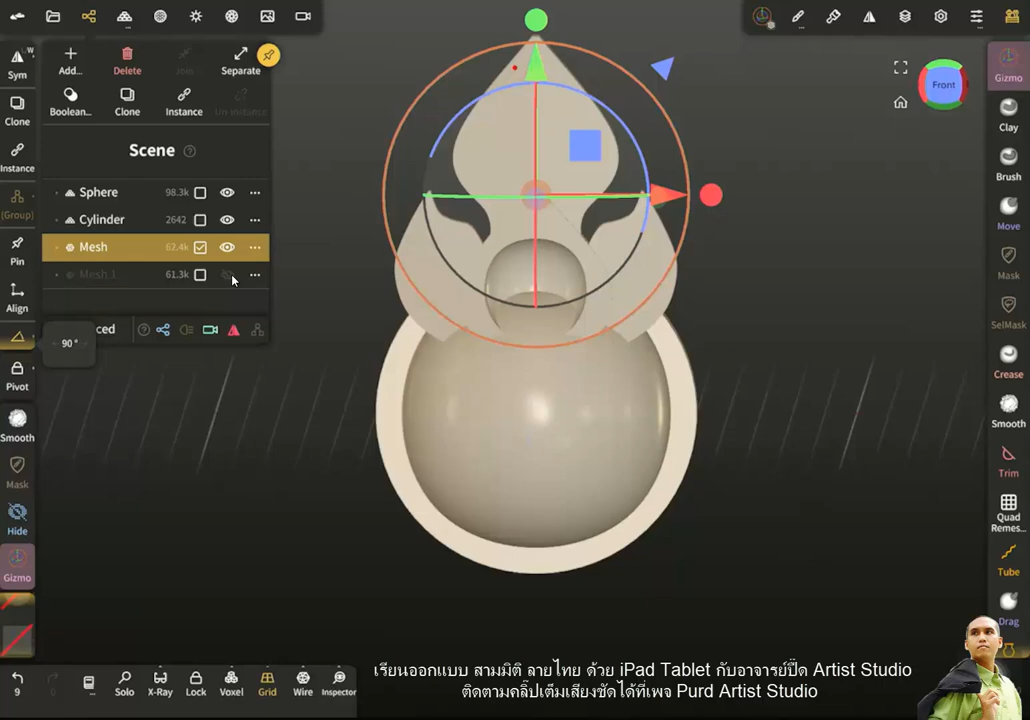 W
Sym
Clone
Instance
(Group)
Pin
Align
90 °
Pivot
Smooth
Mask
Hide
Gizmo
Add...
Delete
Join
Separate
Boolean...
Clone
Instance
Un-instance
Scene ?
Sphere 98.3k ...
Cylinder 2642 ...
Mesh 62.4k ...
Mesh 1 61.3k ...
ced
Front
Gizmo
Clay
Brush
Move
Mask
SelMask
Crease
Smooth
Trim
Quad
Remes...
Tube
Drag
9
0
Solo
X-Ray
Lock
Voxel
Grid
Wire
Inspector
เรียนออกแบบ สามมิติ ลายไทย ด้วย iPad Tablet กับอาจารย์ปี๊ด Artist Studio
ติดตามคลิ๊ปเต็มเสียงชัดได้ที่เพจ Purd Artist Studio